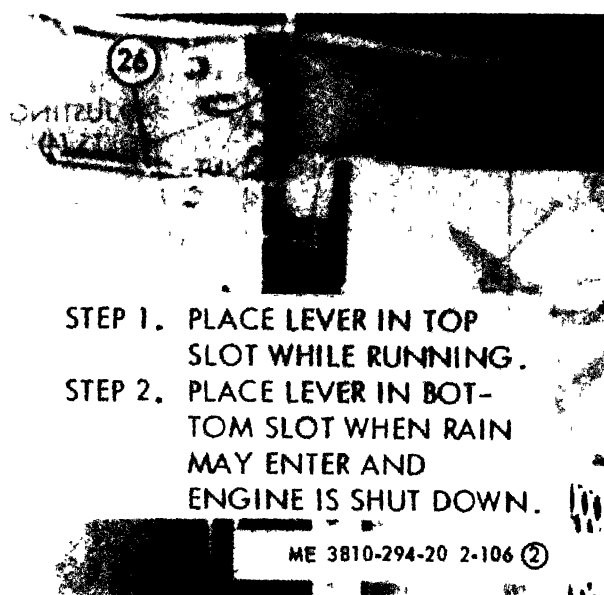 26
STEP 1. PLACE LEVER IN TOP
SLOT WHILE RUNNING.
STEP 2. PLACE LEVER IN BOT-
TOM SLOT WHEN RAIN
MAY ENTER AND
ENGINE IS SHUT DOWN.
ME 3810-294-20 2-106 ②